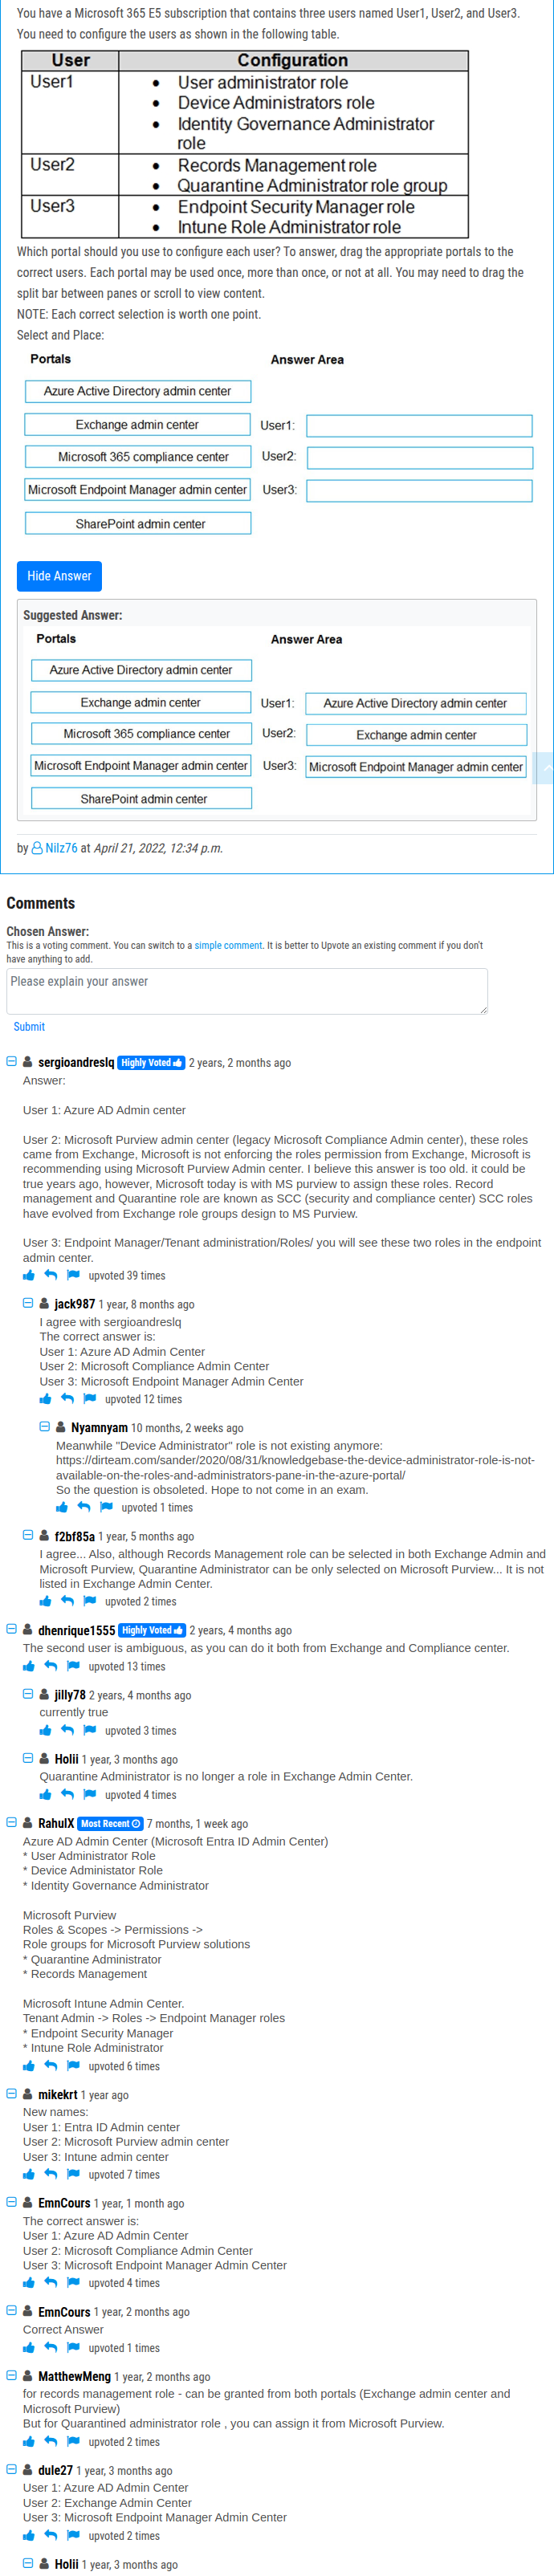 You have a Microsoft 365 E5 subscription that contains three users named User1, User2, and User3.
You need to configure the users as shown in the following table.
User Configuration
User1 • User administrator role
• Device Administrators role
• Identity Governance Administrator
role
User2 • Records Management role
• Quarantine Administrator role group
User3 • Endpoint Security Manager role
• Intune Role Administrator role
Which portal should you use to configure each user? To answer, drag the appropriate portals to the
correct users. Each portal may be used once, more than once, or not at all. You may need to drag the
split bar between panes or scroll to view content.
NOTE: Each correct selection is worth one point.
Select and Place:
Portals Answer Area
Azure Active Directory admin center
Exchange admin center User1:
Microsoft 365 compliance center User2:
Microsoft Endpoint Manager admin center User3:
SharePoint admin center
Hide Answer
Suggested Answer:
Portals Answer Area
Azure Active Directory admin center
Exchange admin center User1: Azure Active Directory admin center
Microsoft 365 compliance center User2: Exchange admin center
Microsoft Endpoint Manager admin center User3: Microsoft Endpoint Manager admin center
SharePoint admin center
by Nilz76 at April 21, 2022, 12:34 p.m.
Comments
Chosen Answer:
This is a voting comment. You can switch to a simple comment. It is better to Upvote an existing comment if you don't
have anything to add.
Please explain your answer
Submit
sergioandreslq Highly Voted 2 years, 2 months ago
Answer:
User 1: Azure AD Admin center
User 2: Microsoft Purview admin center (legacy Microsoft Compliance Admin center), these roles
came from Exchange, Microsoft is not enforcing the roles permission from Exchange, Microsoft is
recommending using Microsoft Purview Admin center. I believe this answer is too old. it could be
true years ago, however, Microsoft today is with MS purview to assign these roles. Record
management and Quarantine role are known as SCC (security and compliance center) SCC roles
have evolved from Exchange role groups design to MS Purview.
User 3: Endpoint Manager/Tenant administration/Roles/ you will see these two roles in the endpoint
admin center.
upvoted 39 times
jack987 1 year, 8 months ago
I agree with sergioandreslq
The correct answer is:
User 1: Azure AD Admin Center
User 2: Microsoft Compliance Admin Center
User 3: Microsoft Endpoint Manager Admin Center
upvoted 12 times
Nyamnyam 10 months, 2 weeks ago
Meanwhile "Device Administrator" role is not existing anymore:
https://dirteam.com/sander/2020/08/31/knowledgebase-the-device-administrator-role-is-not-
available-on-the-roles-and-administrators-pane-in-the-azure-portal/
So the question is obsoleted. Hope to not come in an exam.
upvoted 1 times
f2bf85a 1 year, 5 months ago
I agree... Also, although Records Management role can be selected in both Exchange Admin and
Microsoft Purview, Quarantine Administrator can be only selected on Microsoft Purview... It is not
listed in Exchange Admin Center.
upvoted 2 times
dhenrique1555 Highly Voted 2 years, 4 months ago
The second user is ambiguous, as you can do it both from Exchange and Compliance center.
upvoted 13 times
jilly78 2 years, 4 months ago
currently true
upvoted 3 times
Holii 1 year, 3 months ago
Quarantine Administrator is no longer a role in Exchange Admin Center.
upvoted 4 times
RahulX Most Recent 7 months, 1 week ago
Azure AD Admin Center (Microsoft Entra ID Admin Center)
* User Administrator Role
* Device Administator Role
* Identity Governance Administrator
Microsoft Purview
Roles & Scopes -> Permissions ->
Role groups for Microsoft Purview solutions
* Quarantine Administrator
* Records Management
Microsoft Intune Admin Center.
Tenant Admin -> Roles -> Endpoint Manager roles
* Endpoint Security Manager
* Intune Role Administrator
upvoted 6 times
mikekrt 1 year ago
New names:
User 1: Entra ID Admin center
User 2: Microsoft Purview admin center
User 3: Intune admin center
upvoted 7 times
EmnCours 1 year, 1 month ago
The correct answer is:
User 1: Azure AD Admin Center
User 2: Microsoft Compliance Admin Center
User 3: Microsoft Endpoint Manager Admin Center
upvoted 4 times
EmnCours 1 year, 2 months ago
Correct Answer
upvoted 1 times
MatthewMeng 1 year, 2 months ago
for records management role - can be granted from both portals (Exchange admin center and
Microsoft Purview)
But for Quarantined administrator role , you can assign it from Microsoft Purview.
upvoted 2 times
dule27 1 year, 3 months ago
User 1: Azure AD Admin Center
User 2: Exchange Admin Center
User 3: Microsoft Endpoint Manager Admin Center
upvoted 2 times
Holii 1 year, 3 months ago